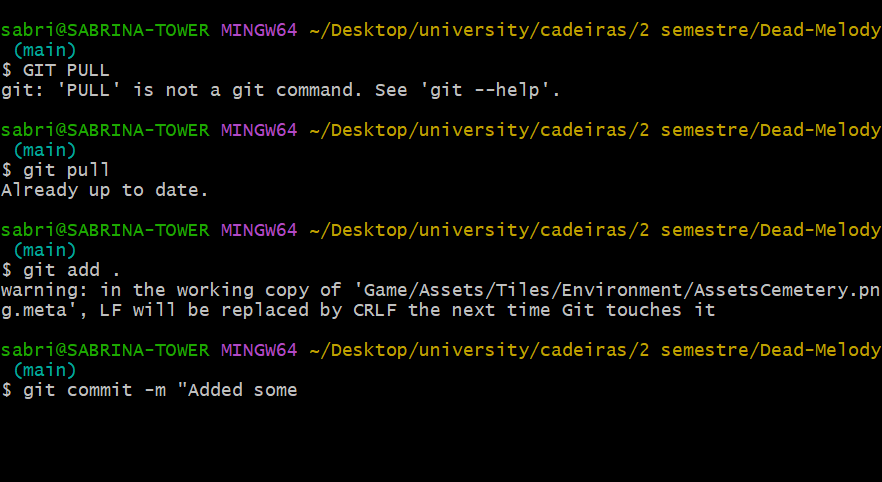 sabri@SABRINA-TOWER MINGW64 ~/Desktop/university/cadeiras/2 semestre/Dead-Melody
(main)
$ GIT PULL
git: 'PULL' is not a git command. See 'git --help'.
sabri@SABRINA-TOWER MINGW64 ~/Desktop/university/cadeiras/2 semestre/Dead-Melody
(main)
$ git pull
Already up to date.
sabri@SABRINA-TOWER MINGW64 ~/Desktop/university/cadeiras/2 semestre/Dead-Melody
(main)
$ git add .
warning: in the working copy of 'Game/Assets/Tiles/Environment/AssetsCemetery.pn
g.meta', LF will be replaced by CRLF the next time Git touches it
sabri@SABRINA-TOWER MINGW64 ~/Desktop/university/cadeiras/2 semestre/Dead-Melody
(main)
$ git commit -m "Added some